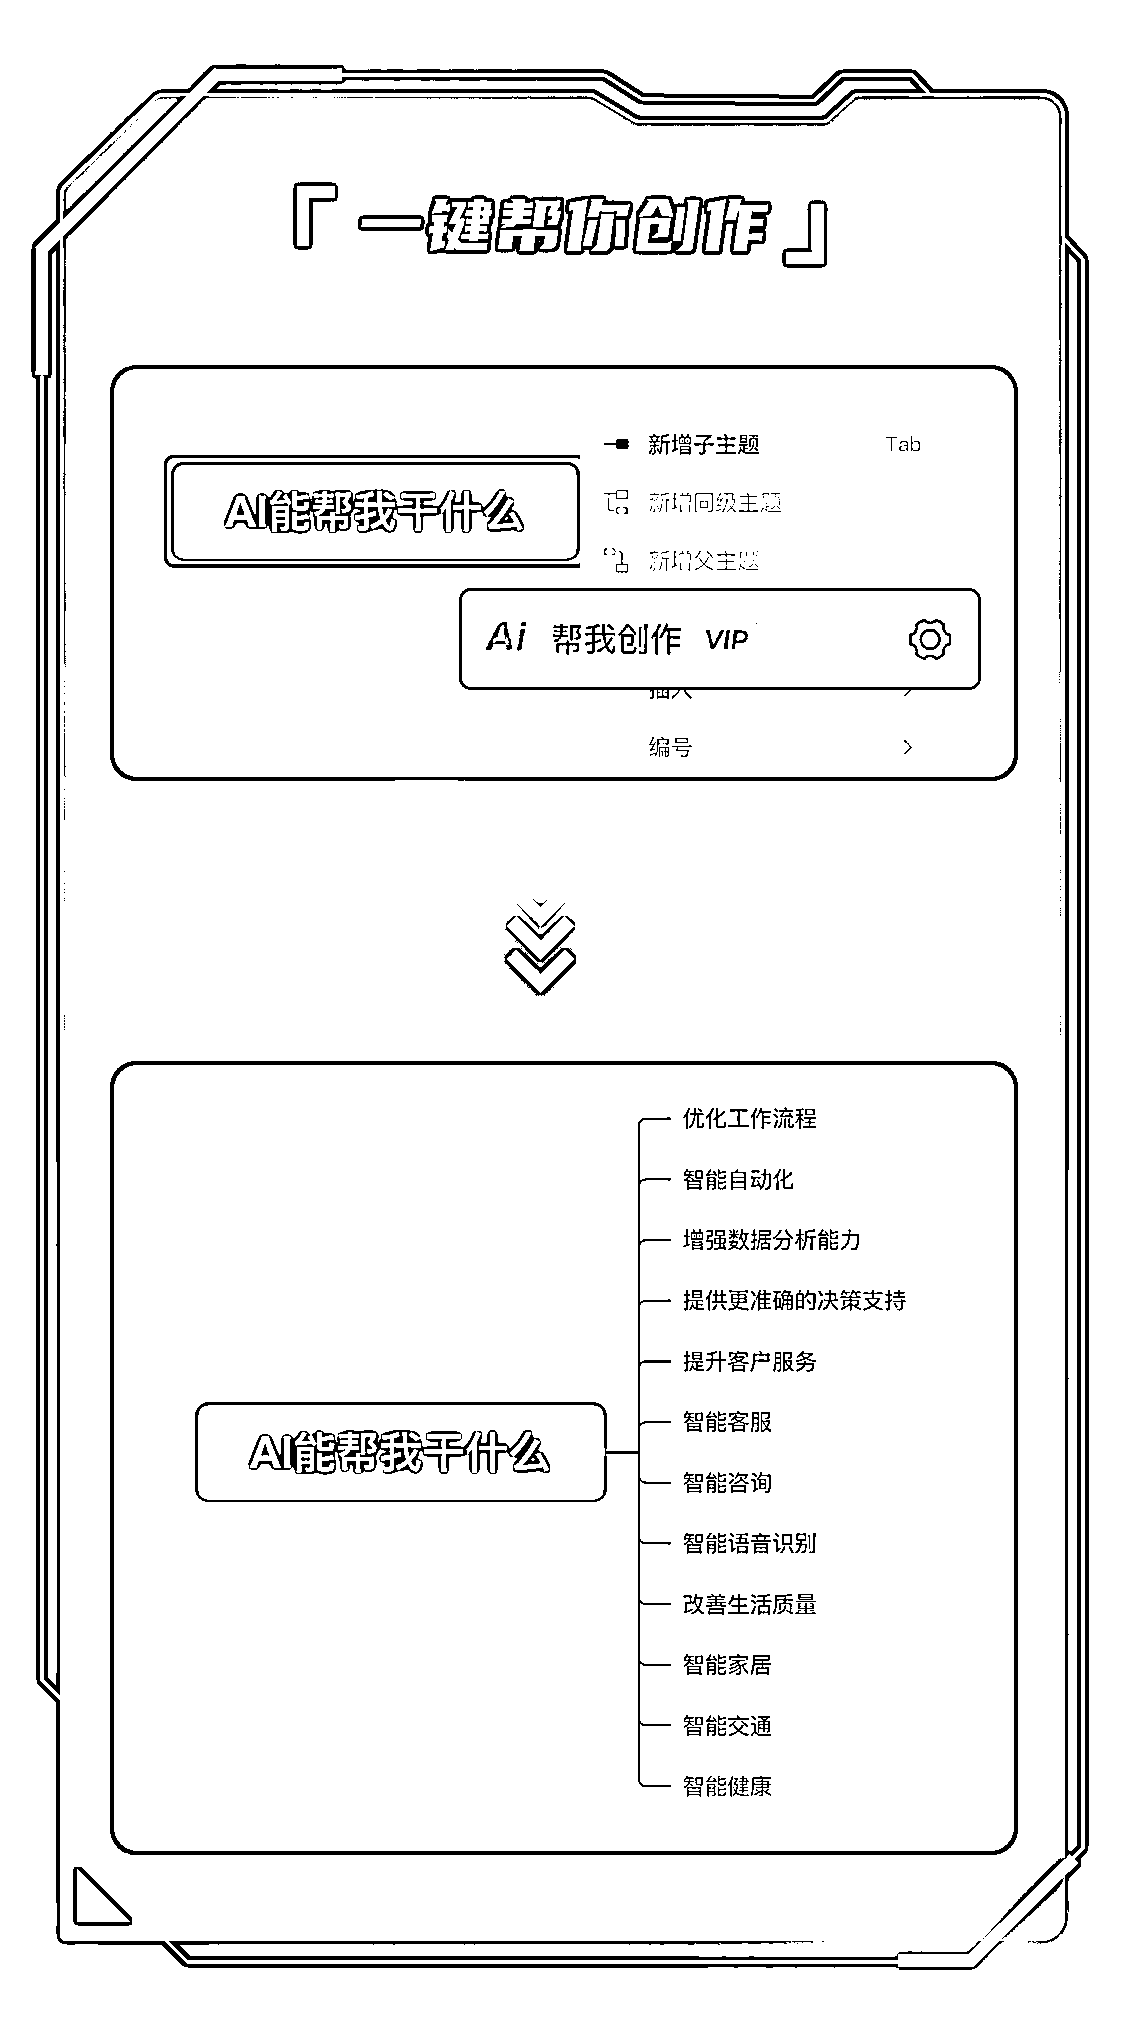 「一键帮你创作」
AI能帮我干什么
新增子主题 Tab
新增同级主题
新增父主题
Ai 帮我创作 VIP
插入
编号
优化工作流程
智能自动化
增强数据分析能力
提供更准确的决策支持
提升客户服务
智能客服
AI能帮我干什么
智能咨询
智能语音识别
改善生活质量
智能家居
智能交通
智能健康